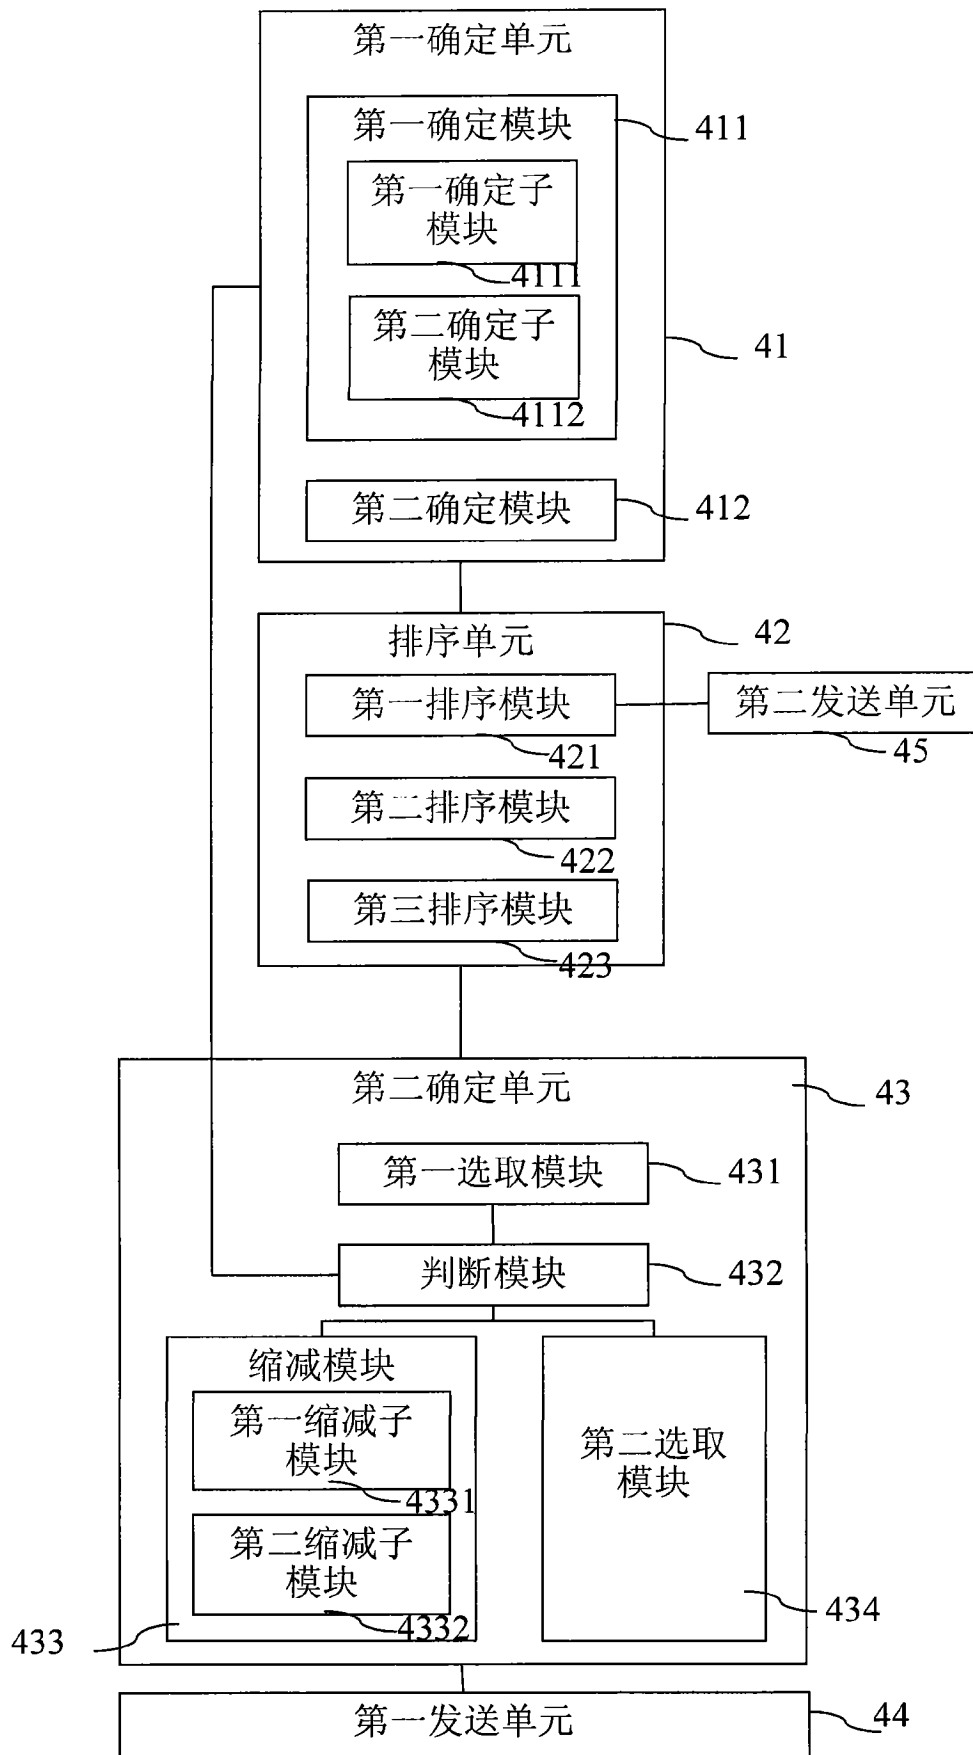 第一确定单元
第一确定模块
411
第一确定子
模块
4111
第二确定子
模块
4112
41
第二确定模块
412
排序单元
42
第一排序模块
421
第二发送单元
45
第二排序模块
422
第三排序模块
423
第二确定单元
43
第一选取模块
431
判断模块
432
缩减模块
第一缩减子
模块
4331
第二缩减子
模块
4332
433
第二选取
模块
434
第一发送单元
44